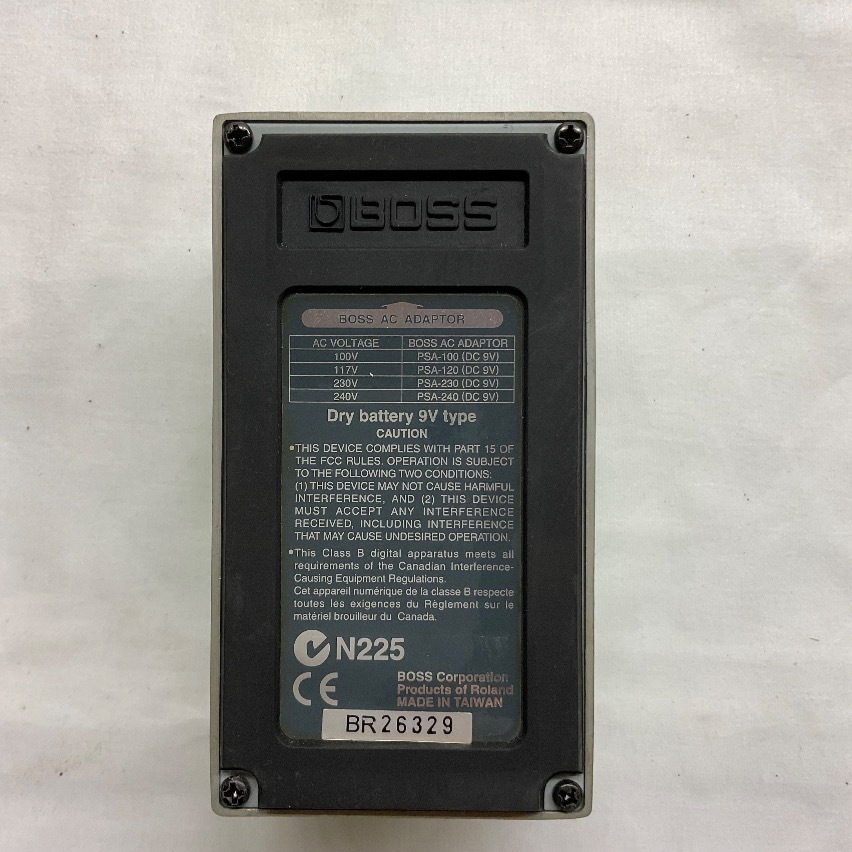 BOSS
BOSS AC ADAPTOR
AC VOLTAGE BOSS AC ADAPTOR
100V PSA-100 (DC 9V)
117V PSA-120 (DC 9V)
230V PSA-230 (DC 9V)
240V PSA-240 (DC 9V)
Dry battery 9V type
CAUTION
•THIS DEVICE COMPLIES WITH PART 15 OF
THE FCC RULES. OPERATION IS SUBJECT
TO THE FOLLOWING TWO CONDITIONS:
(1) THIS DEVICE MAY NOT CAUSE HARMFUL
INTERFERENCE, AND (2) THIS DEVICE
MUST ACCEPT ANY INTERFERENCE
RECEIVED, INCLUDING INTERFERENCE
THAT MAY CAUSE UNDESIRED OPERATION.
•This Class B digital apparatus meets all
requirements of the Canadian Interference-
Causing Equipment Regulations.
Cet appareil numérique de la classe B respecte
toutes les exigences du Règlement sur le
matériel brouilleur du Canada.
N225
CE
BOSS Corporation
Products of Roland
MADE IN TAIWAN
BR26329